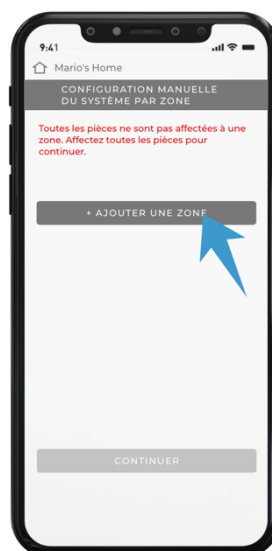 9:41
Mario's Home
CONFIGURATION MANUELLE
DU SYSTÈME PAR ZONE
Toutes les pièces ne sont pas affectées à une
zone. Affectez toutes les pièces pour
continuer.
+ AJOUTER UNE ZONE
CONTINUER